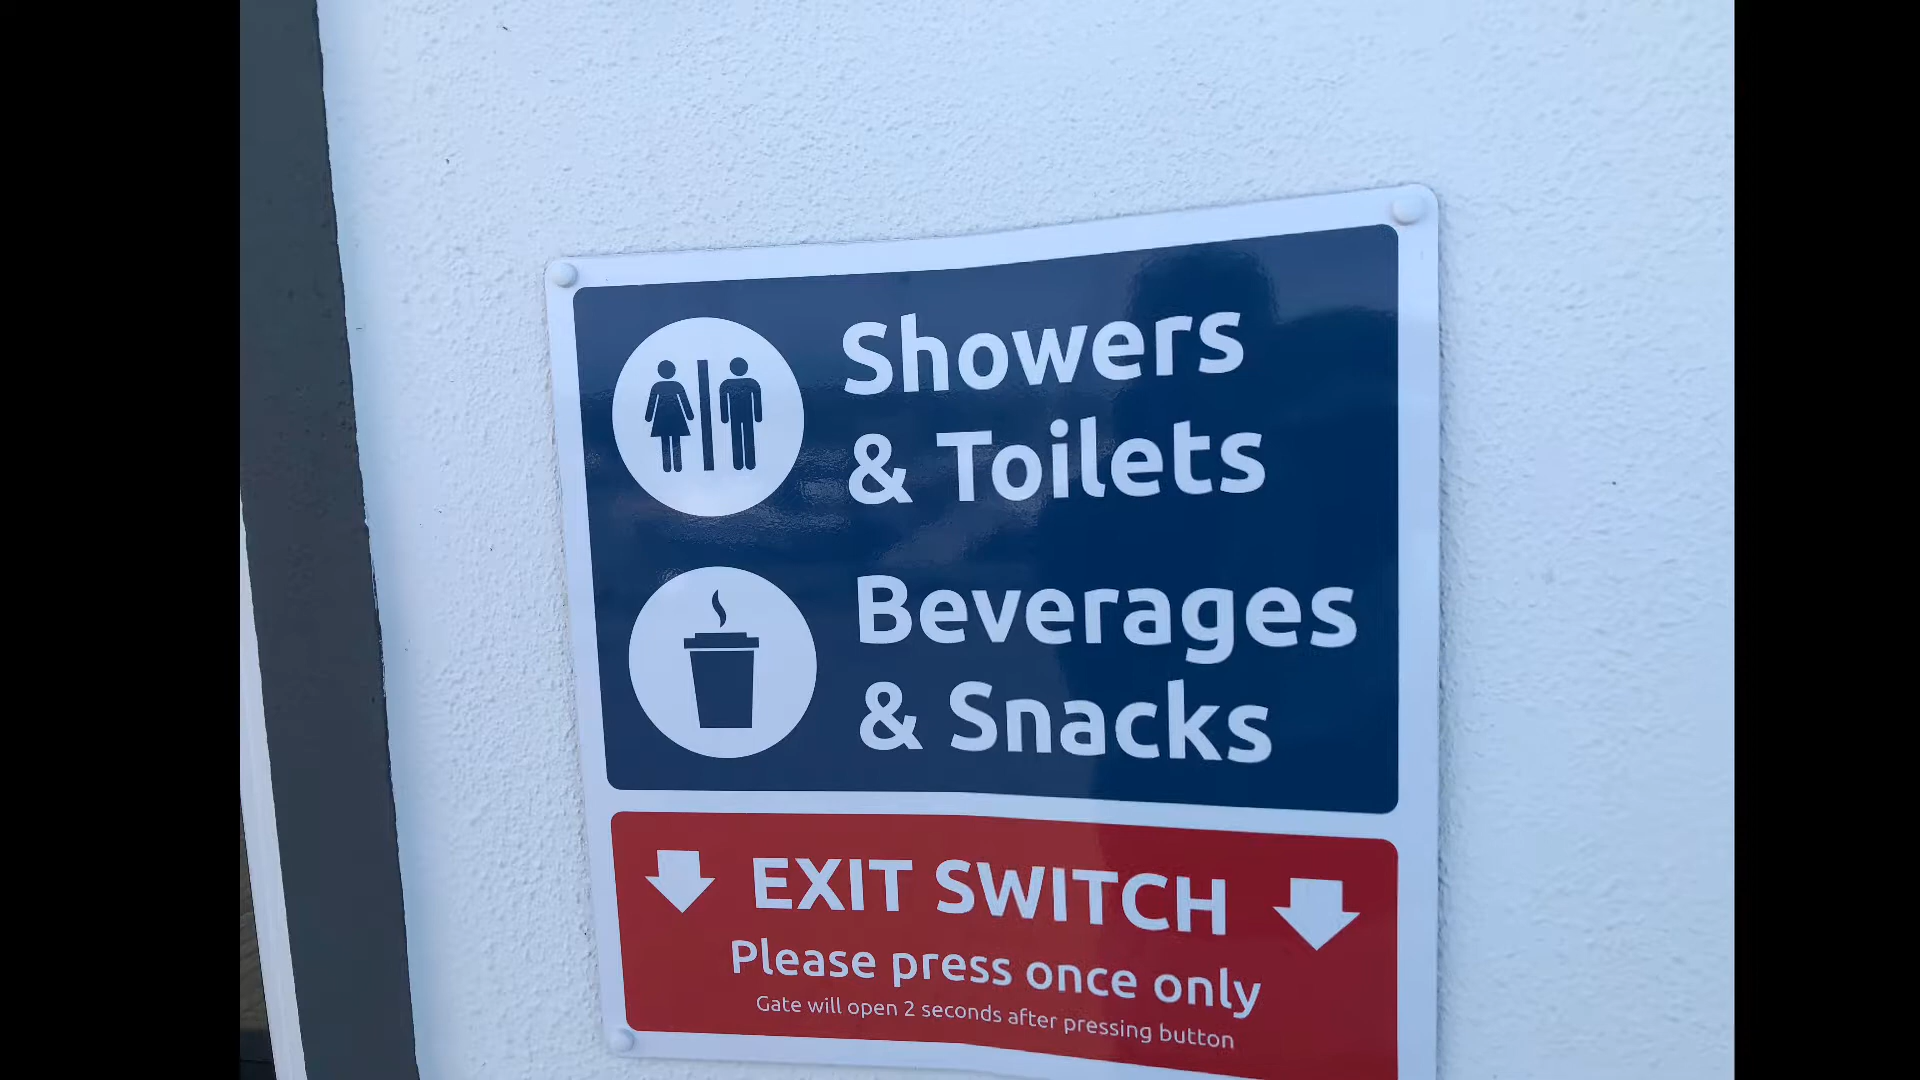 Showers
& Toilets
Beverages
& Snacks
EXIT SWITCH
Please press once only
Gate will open 2 seconds after pressing button